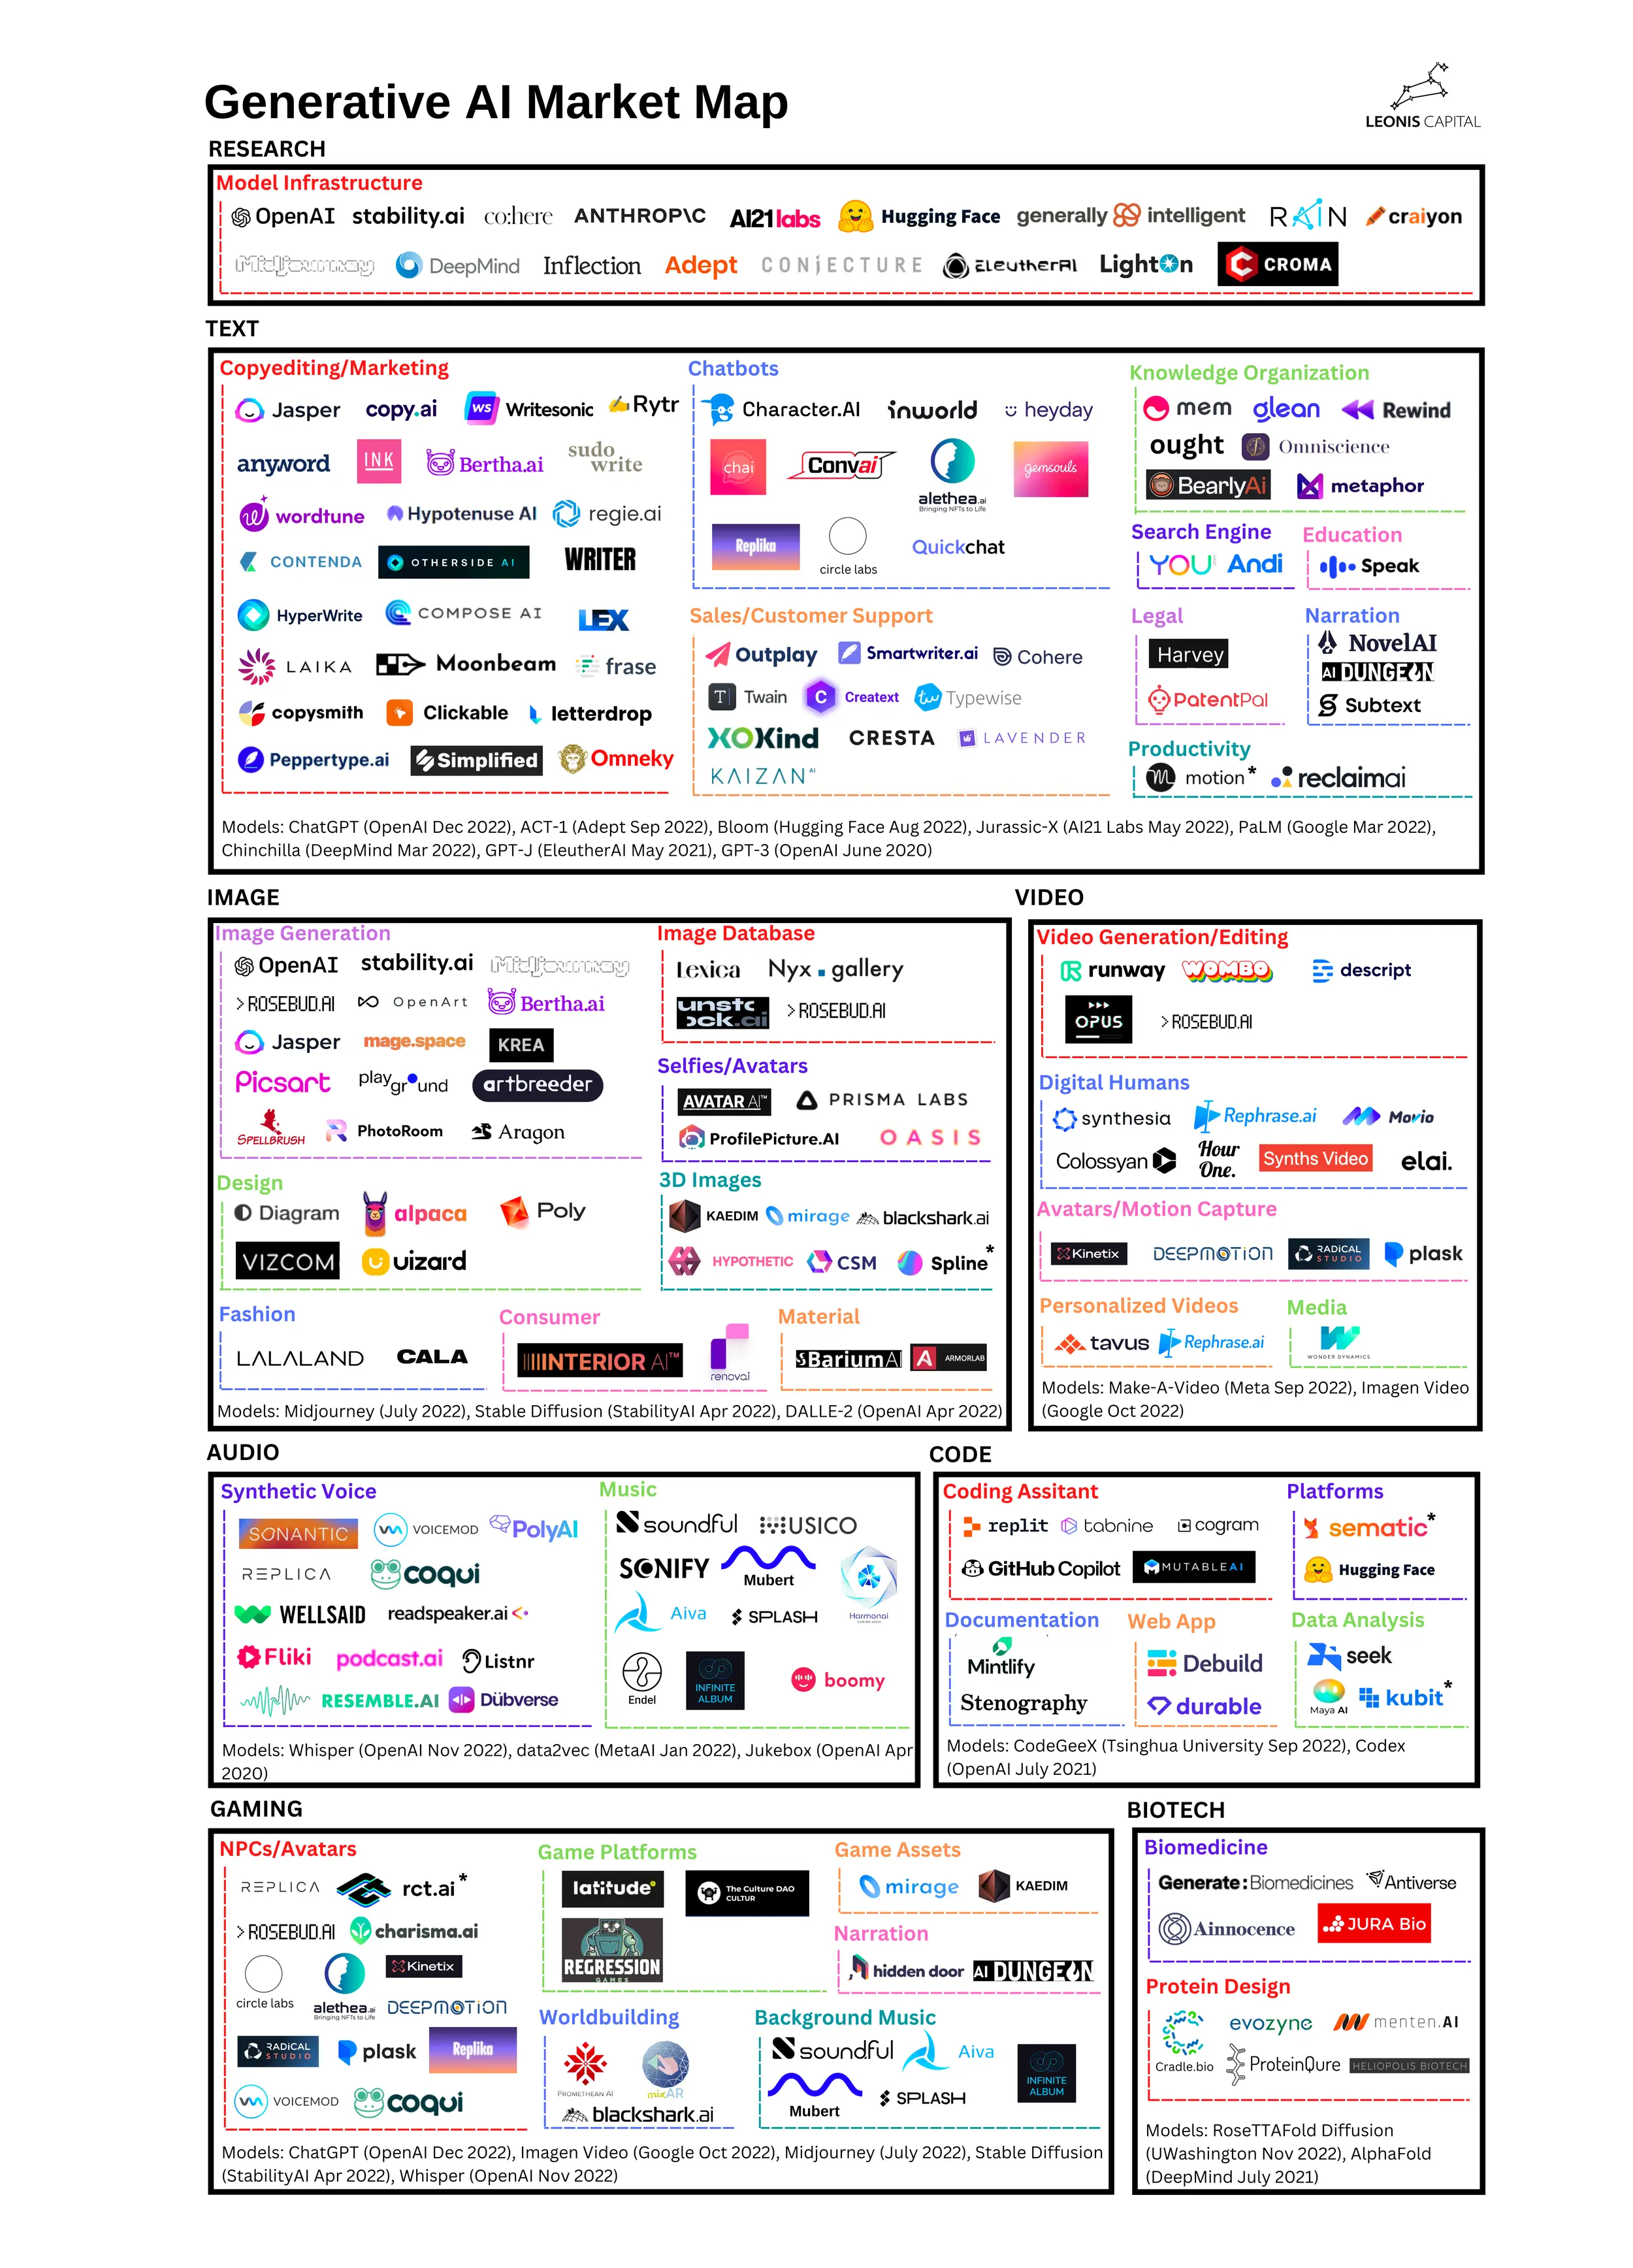 Generative AI Market Map
LEONIS CAPITAL
RESEARCH
Model Infrastructure
OpenAI stability.ai co:here ANTHROP\C AI21labs Hugging Face generally intelligent RAIN craiyon
Midjourney DeepMind Inflection Adept CONJECTURE EleutherAI LightOn CROMA
TEXT
Copyediting/Marketing
Jasper copy.ai WS Writesonic Rytr
anyword INK Bertha.ai sudo write
wordtune Hypotenuse AI regie.ai
CONTENDA OTHERSIDE AI WRITER
HyperWrite COMPOSE AI LEX
LAIKA Moonbeam frase
copysmith Clickable letterdrop
Peppertype.ai Simplified Omneky
Chatbots
Character.AI inworld heyday
chai Convai alethea.ai gemsouls
Bringing NFTs to Life
Replika circle labs Quickchat
Sales/Customer Support
Outplay Smartwriter.ai Cohere
T Twain C Creatext tw Typewise
XOKind CRESTA LAVENDER
KAIZAN AI
Knowledge Organization
mem glean Rewind
ought Omniscience
BearlyAi metaphor
Search Engine
YOU Andi
Education
Speak
Legal
Harvey
PatentPal
Narration
NovelAI
AI DUNGEON
Subtext
Productivity
m motion* reclaimai
Models: ChatGPT (OpenAI Dec 2022), ACT-1 (Adept Sep 2022), Bloom (Hugging Face Aug 2022), Jurassic-X (AI21 Labs May 2022), PaLM (Google Mar 2022),
Chinchilla (DeepMind Mar 2022), GPT-J (EleutherAI May 2021), GPT-3 (OpenAI June 2020)
IMAGE
Image Generation
OpenAI stability.ai Midjourney
>ROSEBUD.AI OpenArt Bertha.ai
Jasper mage.space KREA
Picsart playground artbreeder
SPELLBRUSH PhotoRoom Aragon
Image Database
Lexica Nyx.gallery
unstock.ai >ROSEBUD.AI
Selfies/Avatars
AVATAR AI™ PRISMA LABS
ProfilePicture.AI OASIS
Design
Diagram alpaca Poly
VIZCOM uizard
3D Images
KAEDIM mirage blackshark.ai
HYPOTHETIC CSM Spline*
Fashion
LALALAND CALA
Consumer
INTERIOR AI™ renovai
Material
BariumAI A ARMORLAB
Models: Midjourney (July 2022), Stable Diffusion (StabilityAI Apr 2022), DALLE-2 (OpenAI Apr 2022)
VIDEO
Video Generation/Editing
runway WOMBO descript
OPUS >ROSEBUD.AI
Digital Humans
synthesia Rephrase.ai Movio
Colossyan Hour One. Synths Video elai.
Avatars/Motion Capture
Kinetix DEEPMOTION RADiCAL STUDIO plask
Personalized Videos
tavus Rephrase.ai
Media
WONDER DYNAMICS
Models: Make-A-Video (Meta Sep 2022), Imagen Video
(Google Oct 2022)
AUDIO
Synthetic Voice
SONANTIC VOICEMOD PolyAI
REPLICA coqui
WELLSAID readspeaker.ai
Fliki podcast.ai Listnr
RESEMBLE.AI Dübverse
Music
soundful MUSICO
SONIFY Mubert Harmonai
Aiva SPLASH
Endel INFINITE ALBUM boomy
Models: Whisper (OpenAI Nov 2022), data2vec (MetaAI Jan 2022), Jukebox (OpenAI Apr
2020)
CODE
Coding Assitant
replit tabnine cogram
GitHub Copilot MUTABLEAI
Platforms
sematic*
Hugging Face
Documentation
Mintlify
Stenography
Web App
Debuild
durable
Data Analysis
seek
Maya AI kubit*
Models: CodeGeeX (Tsinghua University Sep 2022), Codex
(OpenAI July 2021)
GAMING
NPCs/Avatars
REPLICA rct.ai*
>ROSEBUD.AI charisma.ai
circle labs alethea.ai Kinetix
Bringing NFTs to Life DEEPMOTION
RADiCAL STUDIO plask Replika
VOICEMOD coqui
Game Platforms
latitude The Culture DAO
CULTUR
REGRESSION
GAMES
Game Assets
mirage KAEDIM
Narration
hidden door AI DUNGEON
Worldbuilding
PROMETHEAN AI mixAR
blackshark.ai
Background Music
soundful Aiva
Mubert SPLASH INFINITE ALBUM
Models: ChatGPT (OpenAI Dec 2022), Imagen Video (Google Oct 2022), Midjourney (July 2022), Stable Diffusion
(StabilityAI Apr 2022), Whisper (OpenAI Nov 2022)
BIOTECH
Biomedicine
Generate:Biomedicines Antiverse
Ainnocence JURA Bio
Protein Design
Cradle.bio evozyne menten.AI
ProteinQure HELIOPOLIS BIOTECH
Models: RoseTTAFold Diffusion
(UWashington Nov 2022), AlphaFold
(DeepMind July 2021)